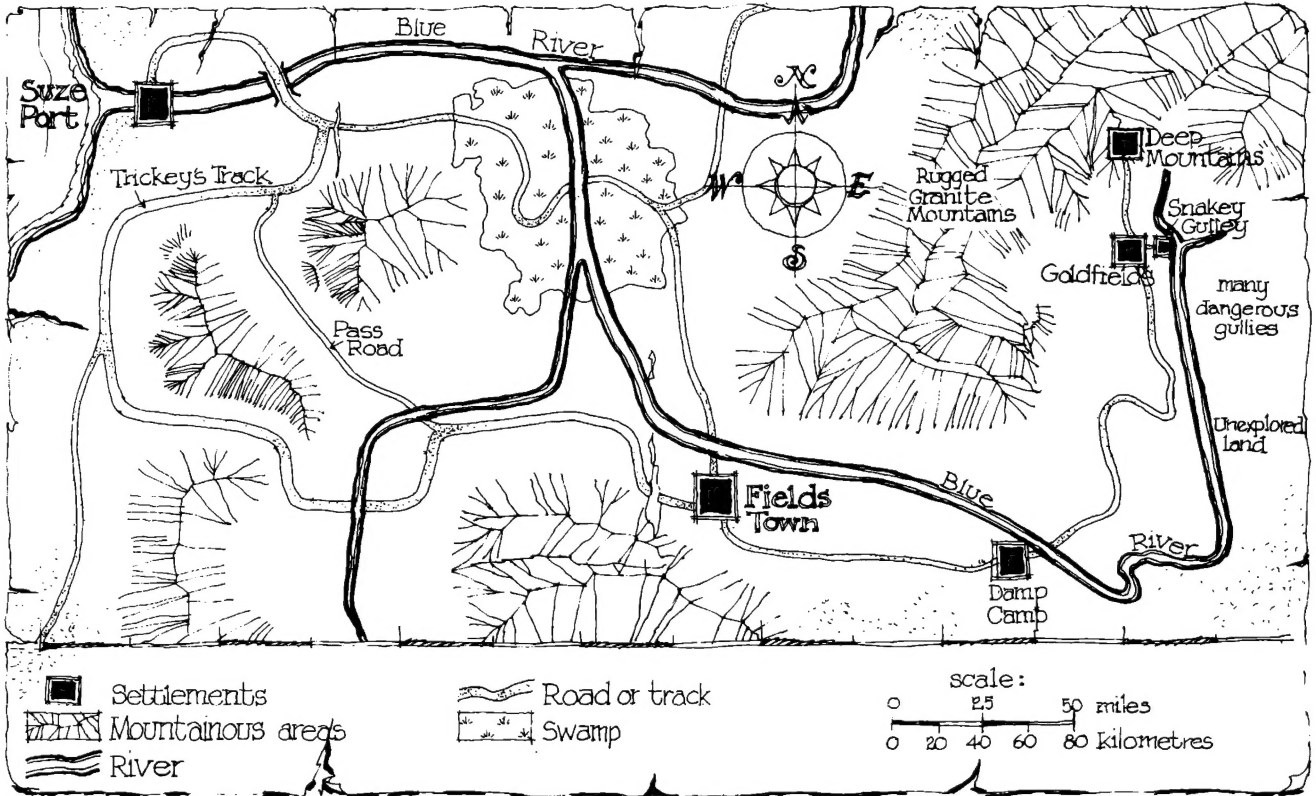 Blue
River
Suze
Port
N
W
E
S
Deep
Mountains
Rugged
Granite
Mountains
Trickey's Track
Snakey
Gulley
Goldfields
many
dangerous
gullies
Pass
Road
Unexplored
land
Blue
Fields
Town
River
Damp
Camp
Settlements
Mountainous areas
River
Road or track
Swamp
scale:
0 25 50 miles
0 20 40 60 80 kilometres